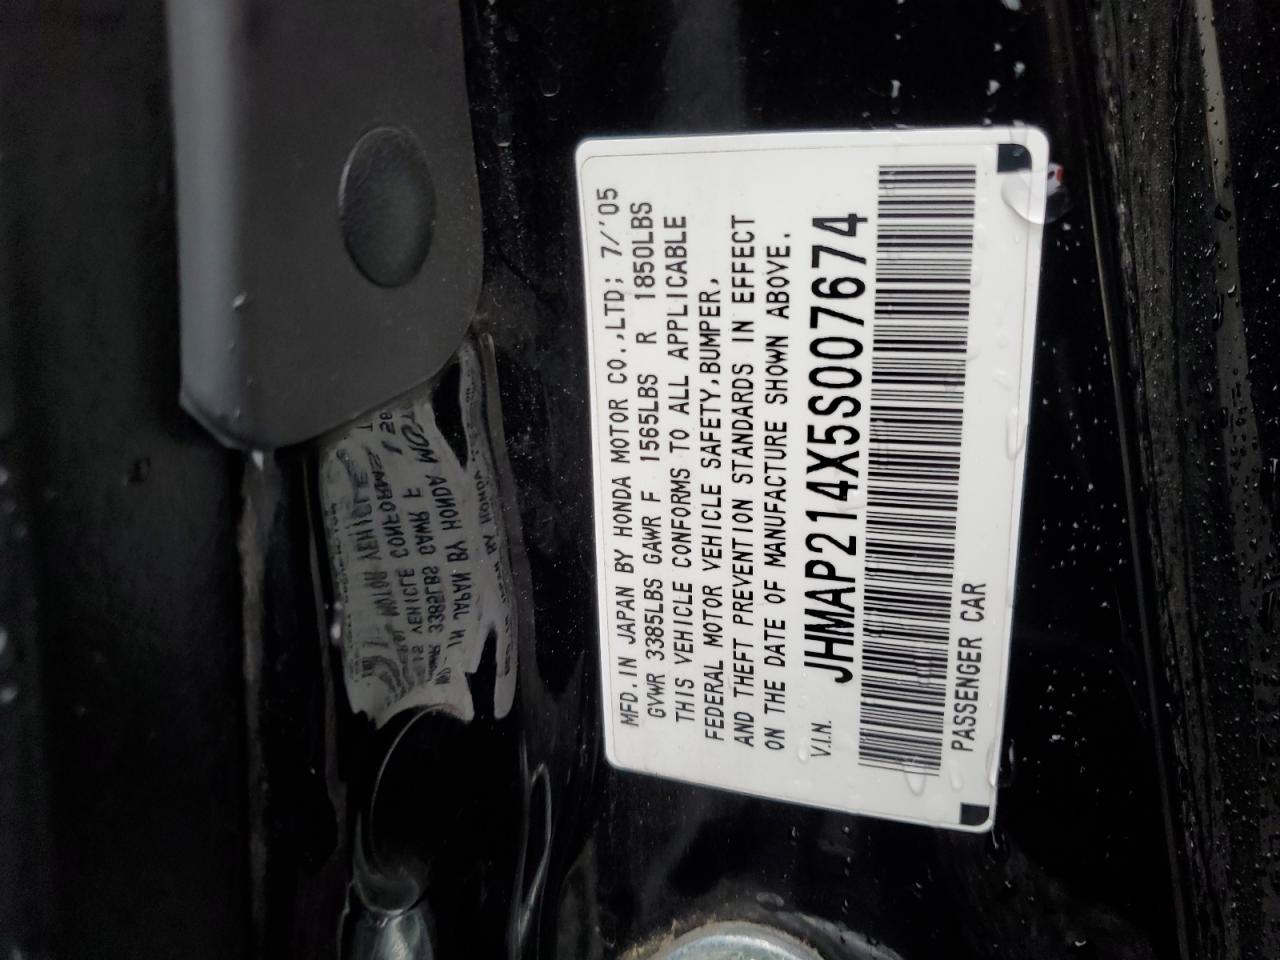 MFD. IN JAPAN BY HONDA MOTOR CO.,LTD; 7/'05
GVWR 3385LBS GAWR F 1565LBS R 1850LBS
THIS VEHICLE CONFORMS TO ALL APPLICABLE
FEDERAL MOTOR VEHICLE SAFETY,BUMPER,
AND THEFT PREVENTION STANDARDS IN EFFECT
ON THE DATE OF MANUFACTURE SHOWN ABOVE.
V.I.N. JHMAP214X5S007674
PASSENGER CAR